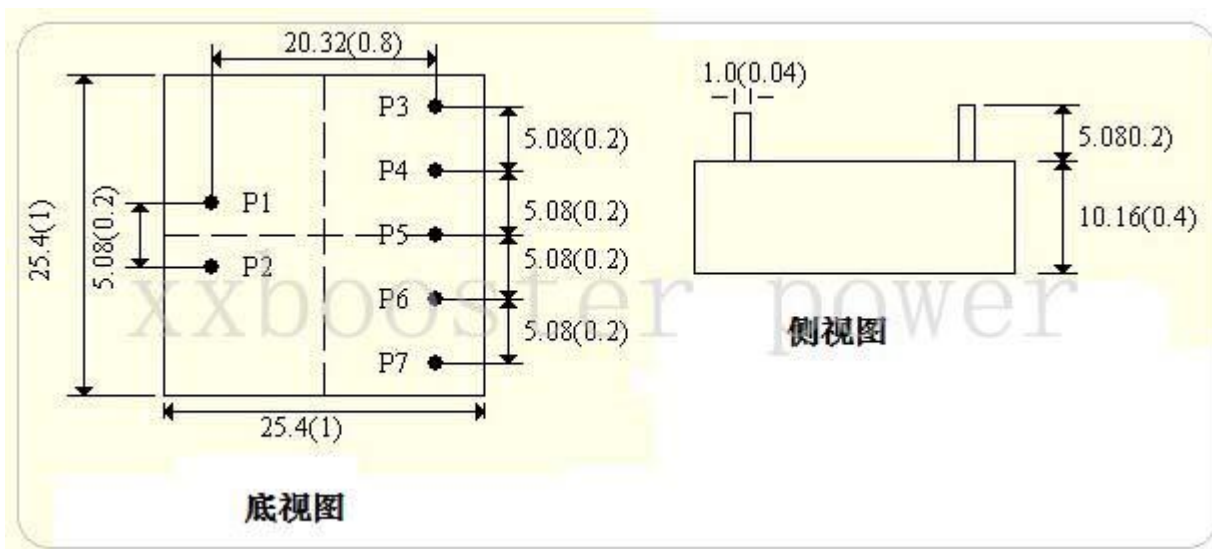 20.32(0.8)
P3
5.08(0.2)
P4
5.08(0.2)
P1
P5
5.08(0.2)
25.4(1)
5.08(0.2)
P2
P6
5.08(0.2)
P7
25.4(1)
底视图
1.0(0.04)
5.080.2)
10.16(0.4)
侧视图
xxbooster power